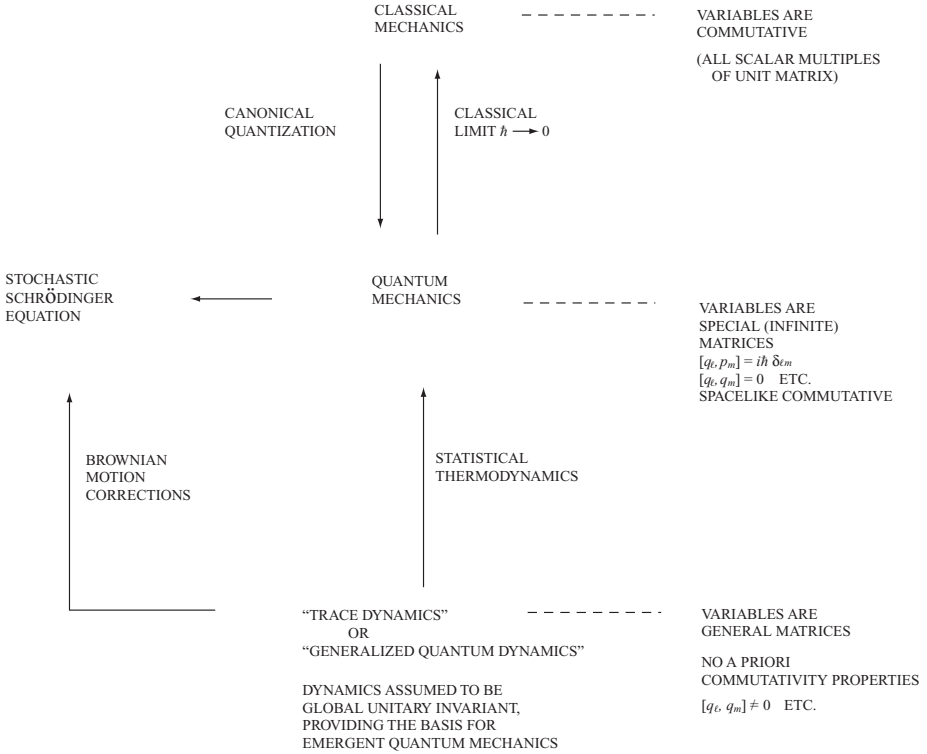 CLASSICAL
MECHANICS
VARIABLES ARE
COMMUTATIVE
(ALL SCALAR MULTIPLES
OF UNIT MATRIX)
CANONICAL
QUANTIZATION
CLASSICAL
LIMIT ℏ → 0
STOCHASTIC
SCHRÖDINGER
EQUATION
QUANTUM
MECHANICS
VARIABLES ARE
SPECIAL (INFINITE)
MATRICES
[qℓ, pm] = iℏ δℓm
[qℓ, qm] = 0 ETC.
SPACELIKE COMMUTATIVE
BROWNIAN
MOTION
CORRECTIONS
STATISTICAL
THERMODYNAMICS
“TRACE DYNAMICS”
OR
“GENERALIZED QUANTUM DYNAMICS”
DYNAMICS ASSUMED TO BE
GLOBAL UNITARY INVARIANT,
PROVIDING THE BASIS FOR
EMERGENT QUANTUM MECHANICS
VARIABLES ARE
GENERAL MATRICES
NO A PRIORI
COMMUTATIVITY PROPERTIES
[qℓ, qm] ≠ 0 ETC.